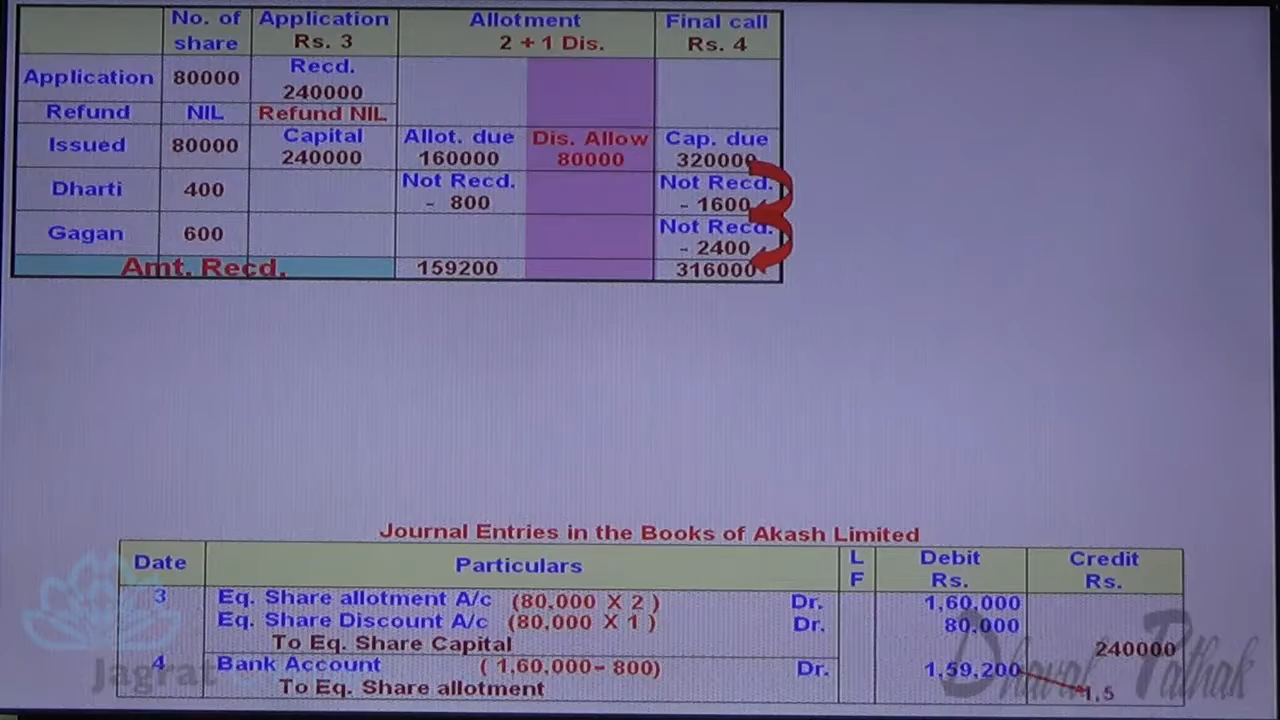 No. of share Application Rs. 3 Allotment 2 + 1 Dis. Final call Rs. 4
Application 80000 Recd. 240000
Refund NIL Refund NIL
Issued 80000 Capital 240000 Allot. due 160000 Dis. Allow 80000 Cap. due 320000
Dharti 400 Not Recd. - 800 Not Recd. - 1600
Gagan 600 Not Recd. - 2400
Amt. Recd. 159200 316000
Journal Entries in the Books of Akash Limited
Date Particulars L F Debit Rs. Credit Rs.
3 Eq. Share allotment A/c (80,000 X 2) Dr. 1,60,000
Eq. Share Discount A/c (80,000 X 1) Dr. 80,000
To Eq. Share Capital 240000
4 Bank Account (1,60,000- 800) Dr. 1,59,200
To Eq. Share allotment 1,5
Jagrat
Dhaval Pathak